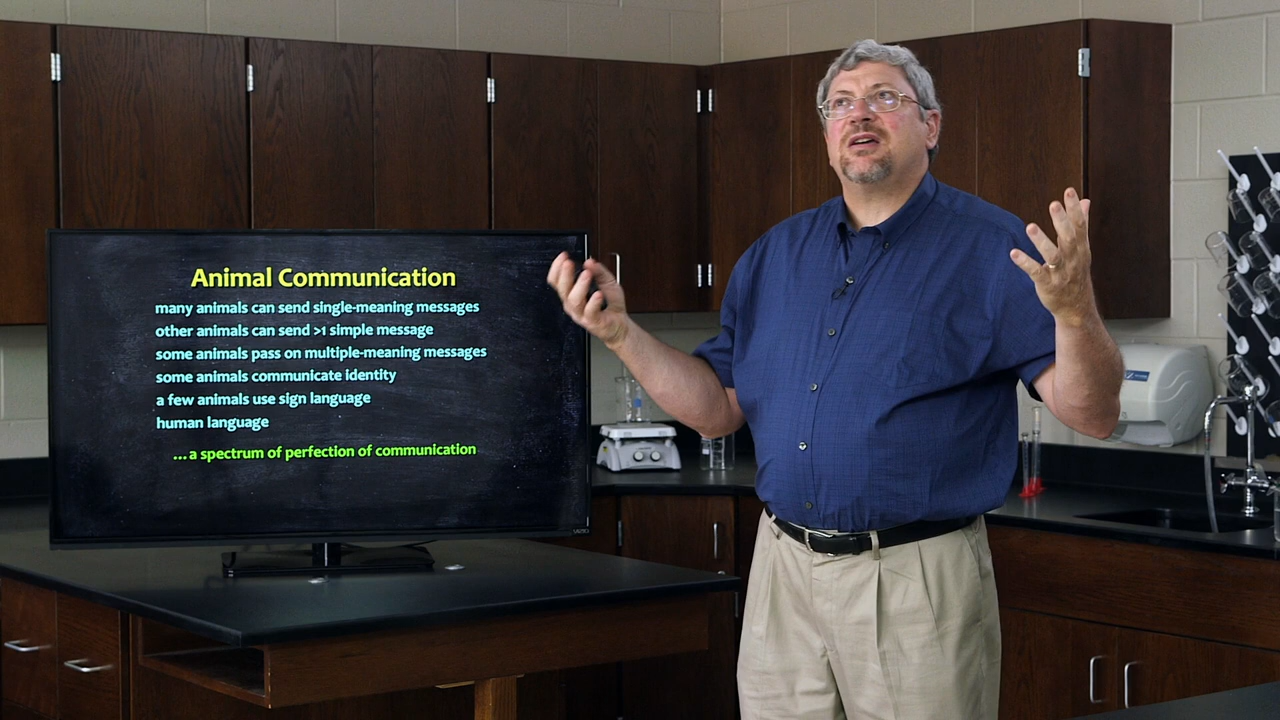 Animal Communication
many animals can send single-meaning messages
other animals can send >1 simple message
some animals pass on multiple-meaning messages
some animals communicate identity
a few animals use sign language
human language
...a spectrum of perfection of communication
VIZIO